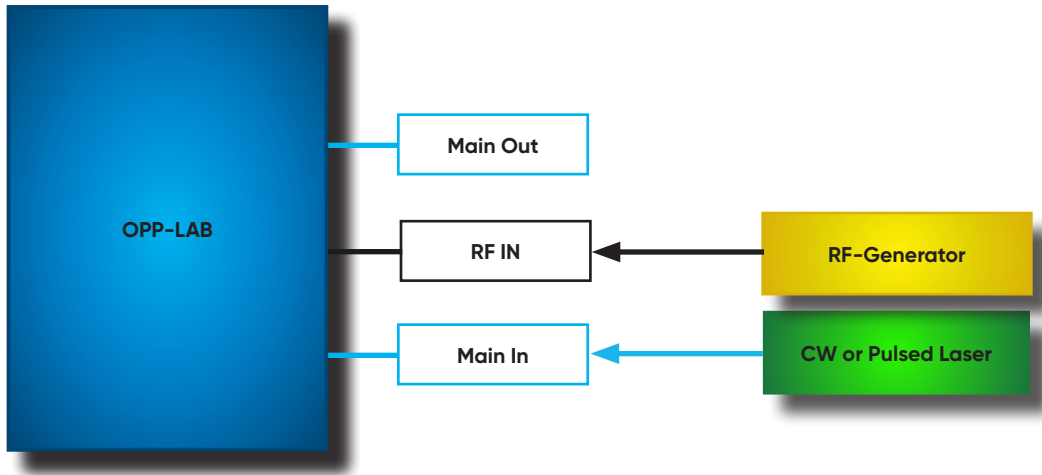 Main Out
OPP-LAB
RF IN
RF-Generator
Main In
CW or Pulsed Laser